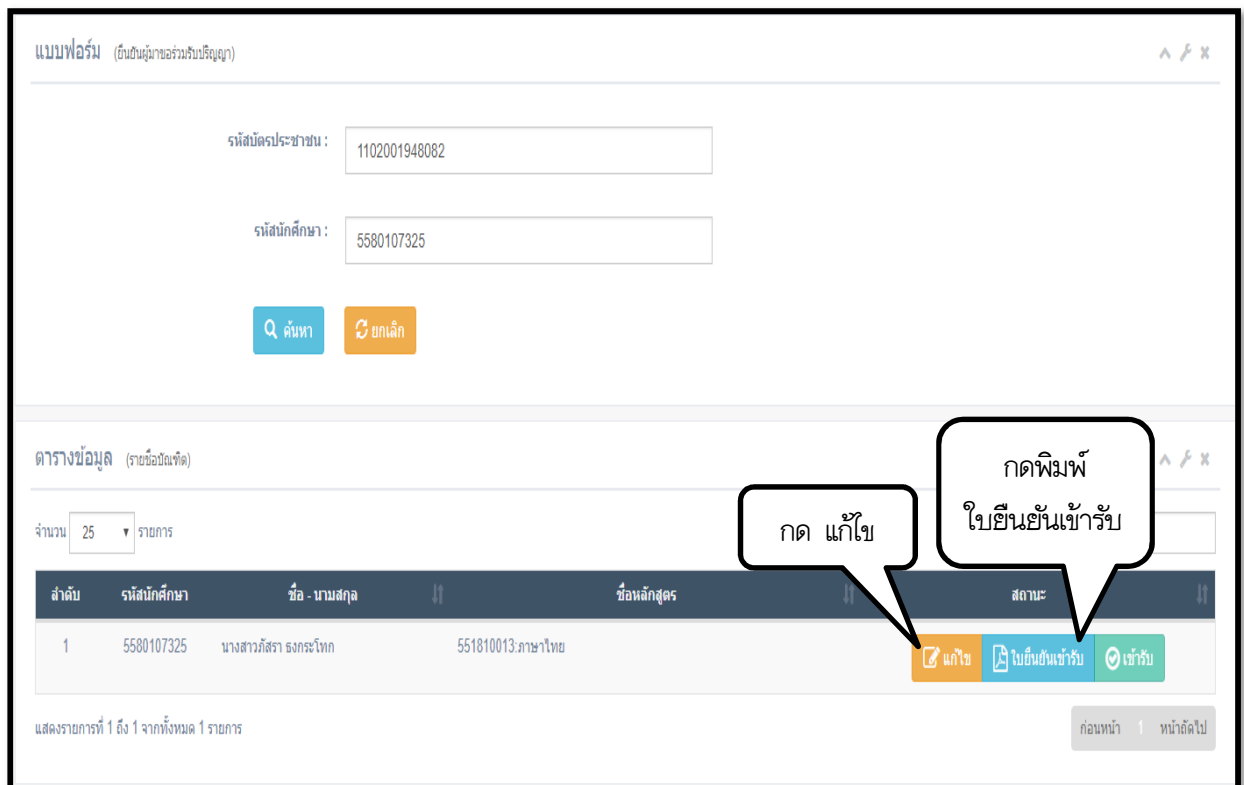 แบบฟอร์ม (ยืนยันผู้มาขอร่วมรับปริญญา)
รหัสบัตรประชาชน :
1102001948082
รหัสนักศึกษา :
5580107325
ค้นหา ยกเลิก
ตารางข้อมูล (รายชื่อบัณฑิต)
กดพิมพ์
ใบยืนยันเข้ารับ
กด แก้ไข
จำนวน 25 รายการ
ลำดับ รหัสนักศึกษา ชื่อ - นามสกุล ชื่อหลักสูตร สถานะ
1 5580107325 นางสาวภัสรา ธงกระโทก 551810013:ภาษาไทย แก้ไข ใบยืนยันเข้ารับ เข้ารับ
แสดงรายการที่ 1 ถึง 1 จากทั้งหมด 1 รายการ
ก่อนหน้า 1 หน้าถัดไป